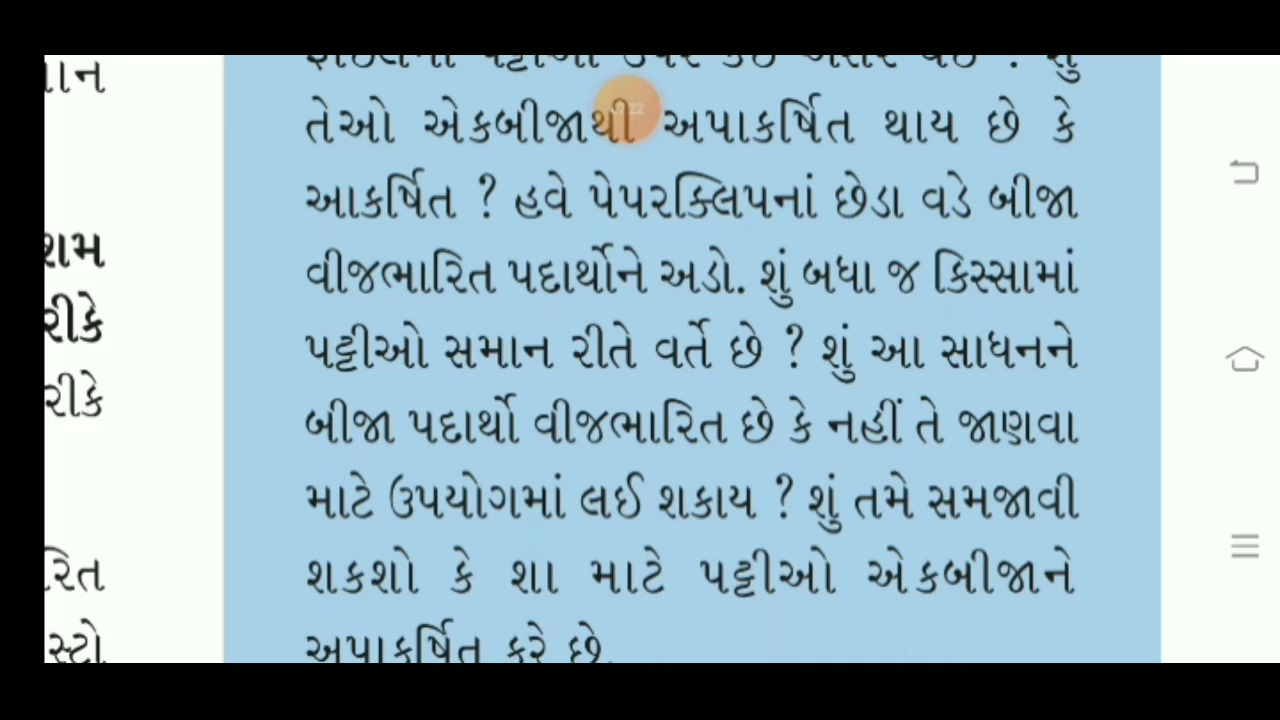 માન
તેઓ એકબીજાથી અપાકર્ષિત થાય છે કે
આકર્ષિત ? હવે પેપરક્લિપનાં છેડા વડે બીજા
શમ
વીજભારિત પદાર્થોને અડો. શું બધા જ કિસ્સામાં
રીકે
પટ્ટીઓ સમાન રીતે વર્તે છે ? શું આ સાધનને
રીકે
બીજા પદાર્થો વીજભારિત છે કે નહીં તે જાણવા
માટે ઉપયોગમાં લઈ શકાય ? શું તમે સમજાવી
રિત
શકશો કે શા માટે પટ્ટીઓ એકબીજાને
સ્ટો
અપાકર્ષિત કરે છે.